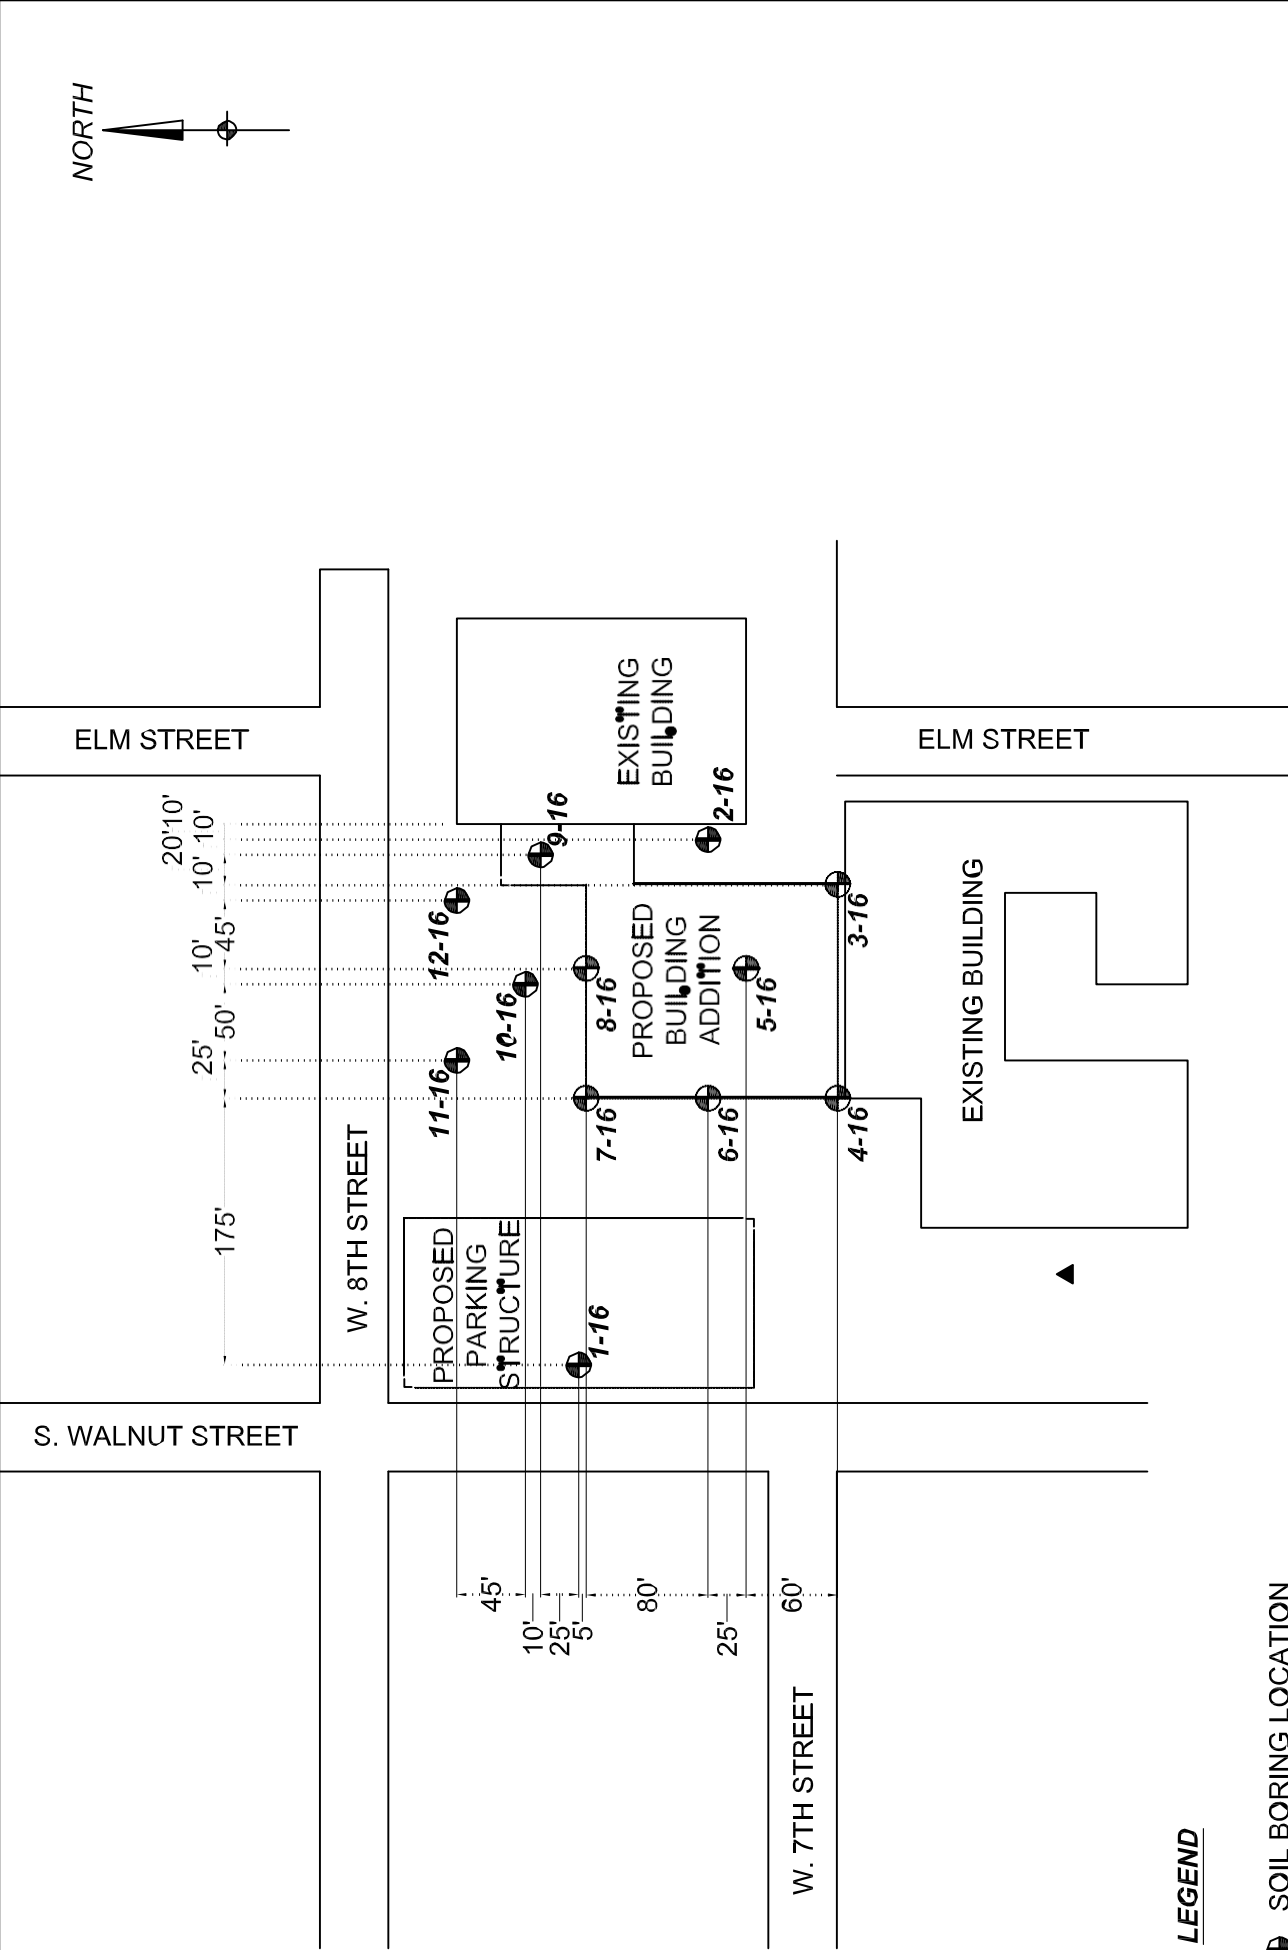 NORTH
ELM STREET
ELM STREET
20'
10'
10'
10'
10'
45'
50'
25'
175'
W. 8TH STREET
S. WALNUT STREET
EXISTING
BUILDING
9-16
2-16
12-16
10-16
11-16
8-16
PROPOSED
BUILDING
ADDITION
5-16
3-16
7-16
6-16
4-16
EXISTING BUILDING
PROPOSED
PARKING
STRUCTURE
1-16
45'
10'
25'
5'
80'
25'
60'
W. 7TH STREET
LEGEND
SOIL BORING LOCATION